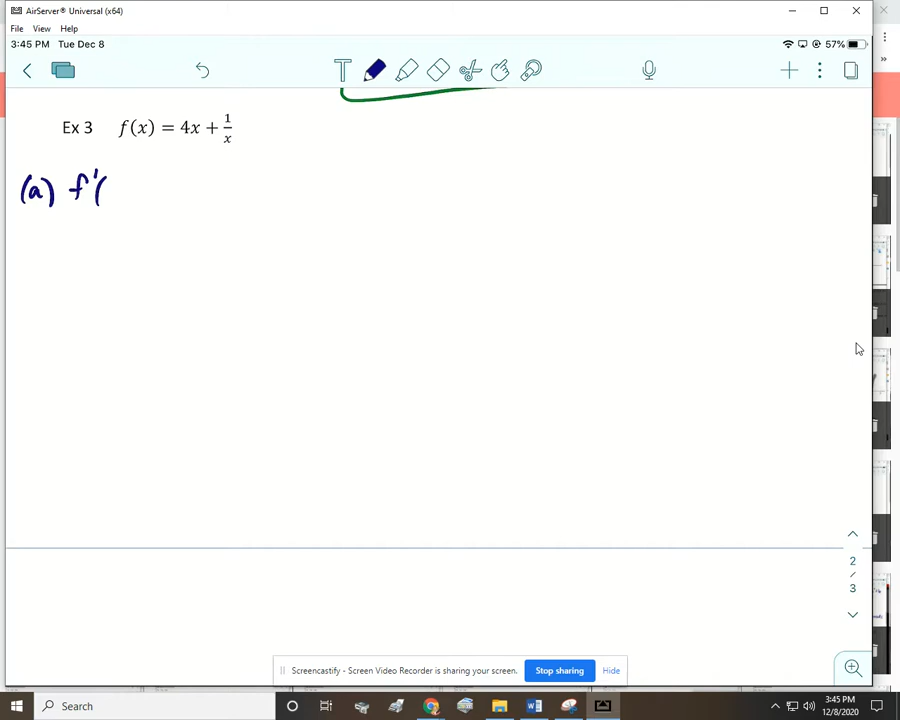 AirServer® Universal (x64)
File View Help
3:45 PM Tue Dec 8
57%
T
Ex 3 f(x) = 4x + 1/x
(a) f'(
2
/
3
Screencastify - Screen Video Recorder is sharing your screen.
Stop sharing
Hide
Search
3:45 PM
12/8/2020